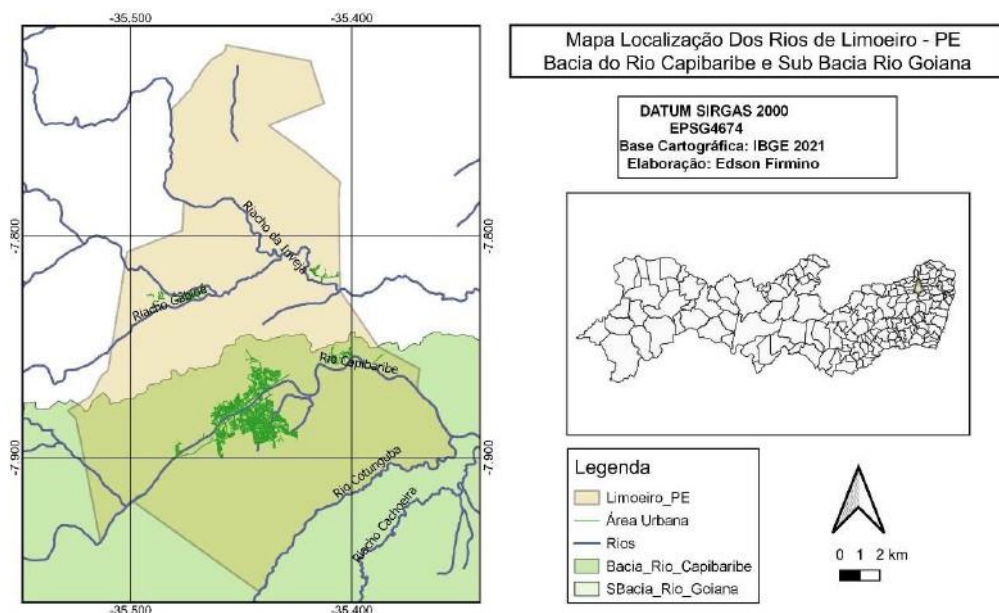 -35.500
-35.400
-7.800
-7.800
Riacho da Inveja
Riacho Gabioa
Rio Capibaribe
-7.900
-7.900
Rio Cotunguba
Riacho Cachoeira
-35.500
-35.400
Mapa Localização Dos Rios de Limoeiro - PE
Bacia do Rio Capibaribe e Sub Bacia Rio Goiana
DATUM SIRGAS 2000
EPSG4674
Base Cartográfica: IBGE 2021
Elaboração: Edson Firmino
Legenda
Limoeiro_PE
Área Urbana
Rios
Bacia_Rio_Capibaribe
SBacia_Rio_Goiana
0 1 2 km